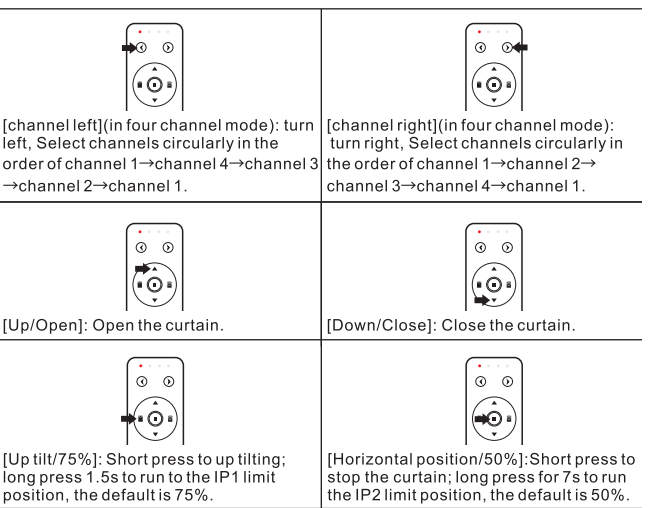 [channel left](in four channel mode): turn
left, Select channels circularly in the
order of channel 1→channel 4→channel 3
→channel 2→channel 1.
[channel right](in four channel mode):
turn right, Select channels circularly in
the order of channel 1→channel 2→
channel 3→channel 4→channel 1.
[Up/Open]: Open the curtain.
[Down/Close]: Close the curtain.
[Up tilt/75%]: Short press to up tilting;
long press 1.5s to run to the IP1 limit
position, the default is 75%.
[Horizontal position/50%]:Short press to
stop the curtain; long press for 7s to run
the IP2 limit position, the default is 50%.